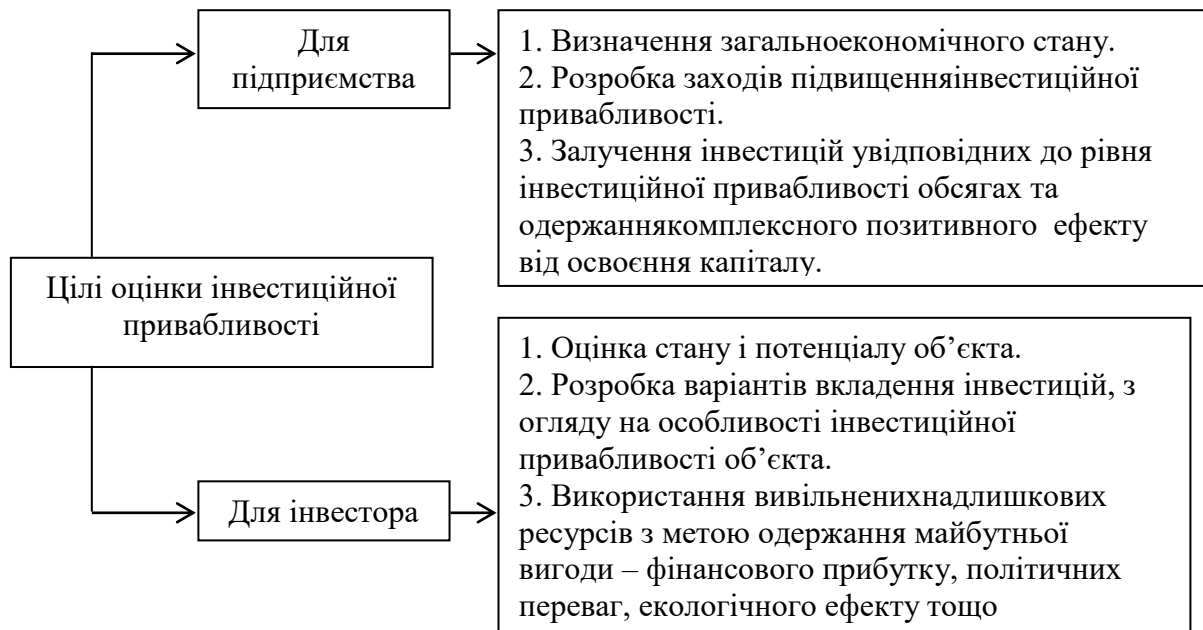 Для
підприємства
1. Визначення загальноекономічного стану.
2. Розробка заходів підвищенняінвестиційної
привабливості.
3. Залучення інвестицій увідповідних до рівня
інвестиційної привабливості обсягах та
одержаннякомплексного позитивного ефекту
від освоєння капіталу.
Цілі оцінки інвестиційної
привабливості
Для інвестора
1. Оцінка стану і потенціалу об’єкта.
2. Розробка варіантів вкладення інвестицій, з
огляду на особливості інвестиційної
привабливості об’єкта.
3. Використання вивільненихнадлишкових
ресурсів з метою одержання майбутньої
вигоди – фінансового прибутку, політичних
переваг, екологічного ефекту тощо